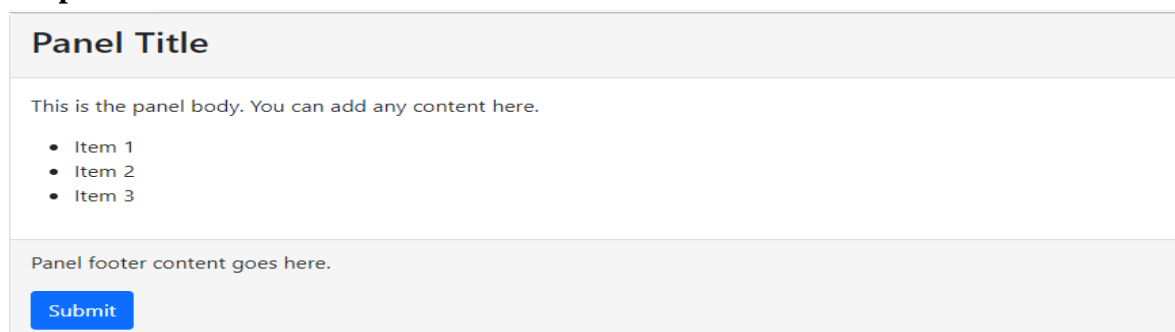 Panel Title
This is the panel body. You can add any content here.
Item 1
Item 2
Item 3
Panel footer content goes here.
Submit